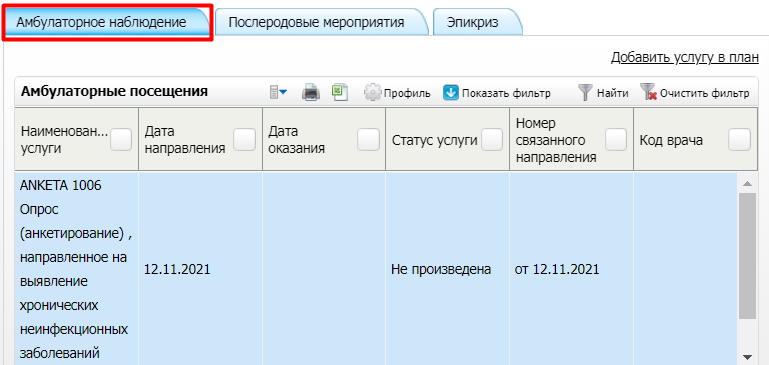 Амбулаторное наблюдение Послеродовые мероприятия Эпикриз
Добавить услугу в план
Амбулаторные посещения Профиль Показать фильтр Найти Очистить фильтр
Наименован...
услуги
Дата
направления
Дата
оказания
Статус услуги
Номер
связанного
направления
Код врача
ANKETA 1006
Опрос
(анкетирование) ,
направленное на
выявление
хронических
неинфекционных
заболеваний
12.11.2021
Не произведена
от 12.11.2021